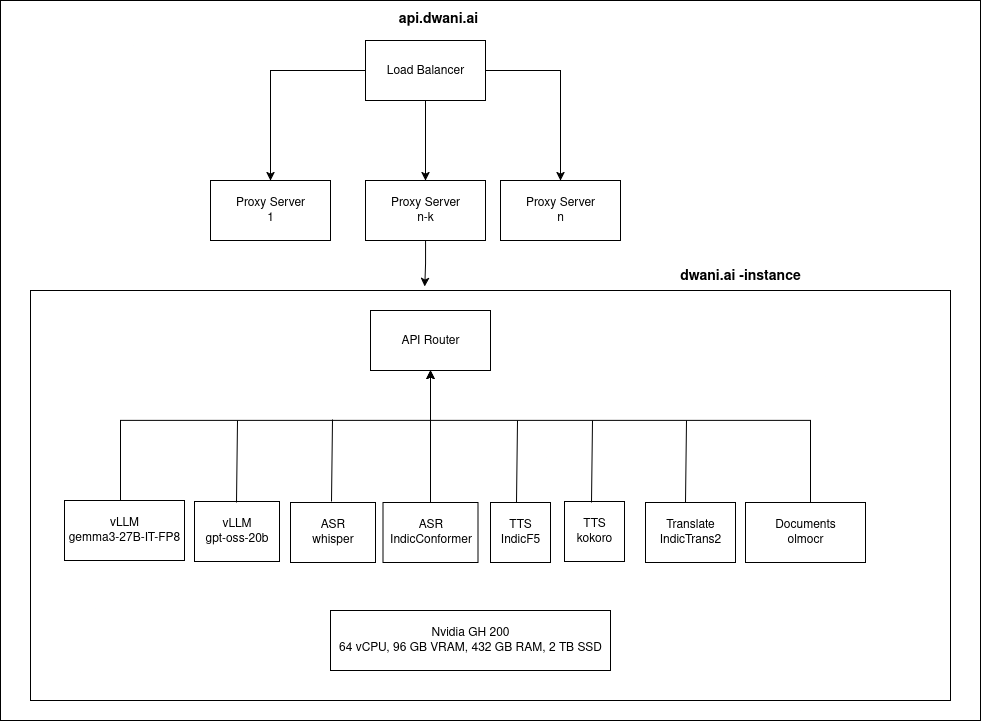 api.dwani.ai
Load Balancer
Proxy Server
1
Proxy Server
n-k
Proxy Server
n
dwani.ai -instance
API Router
vLLM
gemma3-27B-IT-FP8
vLLM
gpt-oss-20b
ASR
whisper
ASR
IndicConformer
TTS
IndicF5
TTS
kokoro
Translate
IndicTrans2
Documents
olmocr
Nvidia GH 200
64 vCPU, 96 GB VRAM, 432 GB RAM, 2 TB SSD